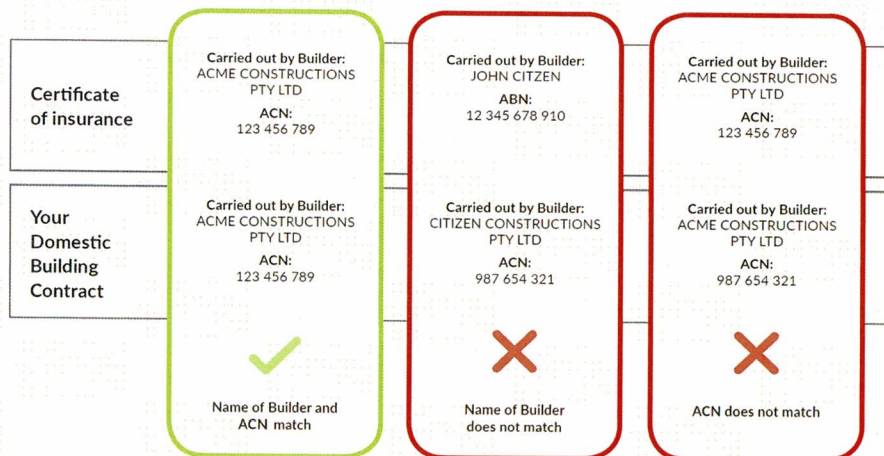 Certificate
of insurance
Carried out by Builder:
ACME CONSTRUCTIONS
PTY LTD
ACN:
123 456 789
Carried out by Builder:
JOHN CITZEN
ABN:
12 345 678 910
Carried out by Builder:
ACME CONSTRUCTIONS
PTY LTD
ACN:
123 456 789
Your
Domestic
Building
Contract
Carried out by Builder:
ACME CONSTRUCTIONS
PTY LTD
ACN:
123 456 789
Carried out by Builder:
CITIZEN CONSTRUCTIONS
PTY LTD
ACN:
987 654 321
Carried out by Builder:
ACME CONSTRUCTIONS
PTY LTD
ACN:
987 654 321
Name of Builder and
ACN match
Name of Builder
does not match
ACN does not match